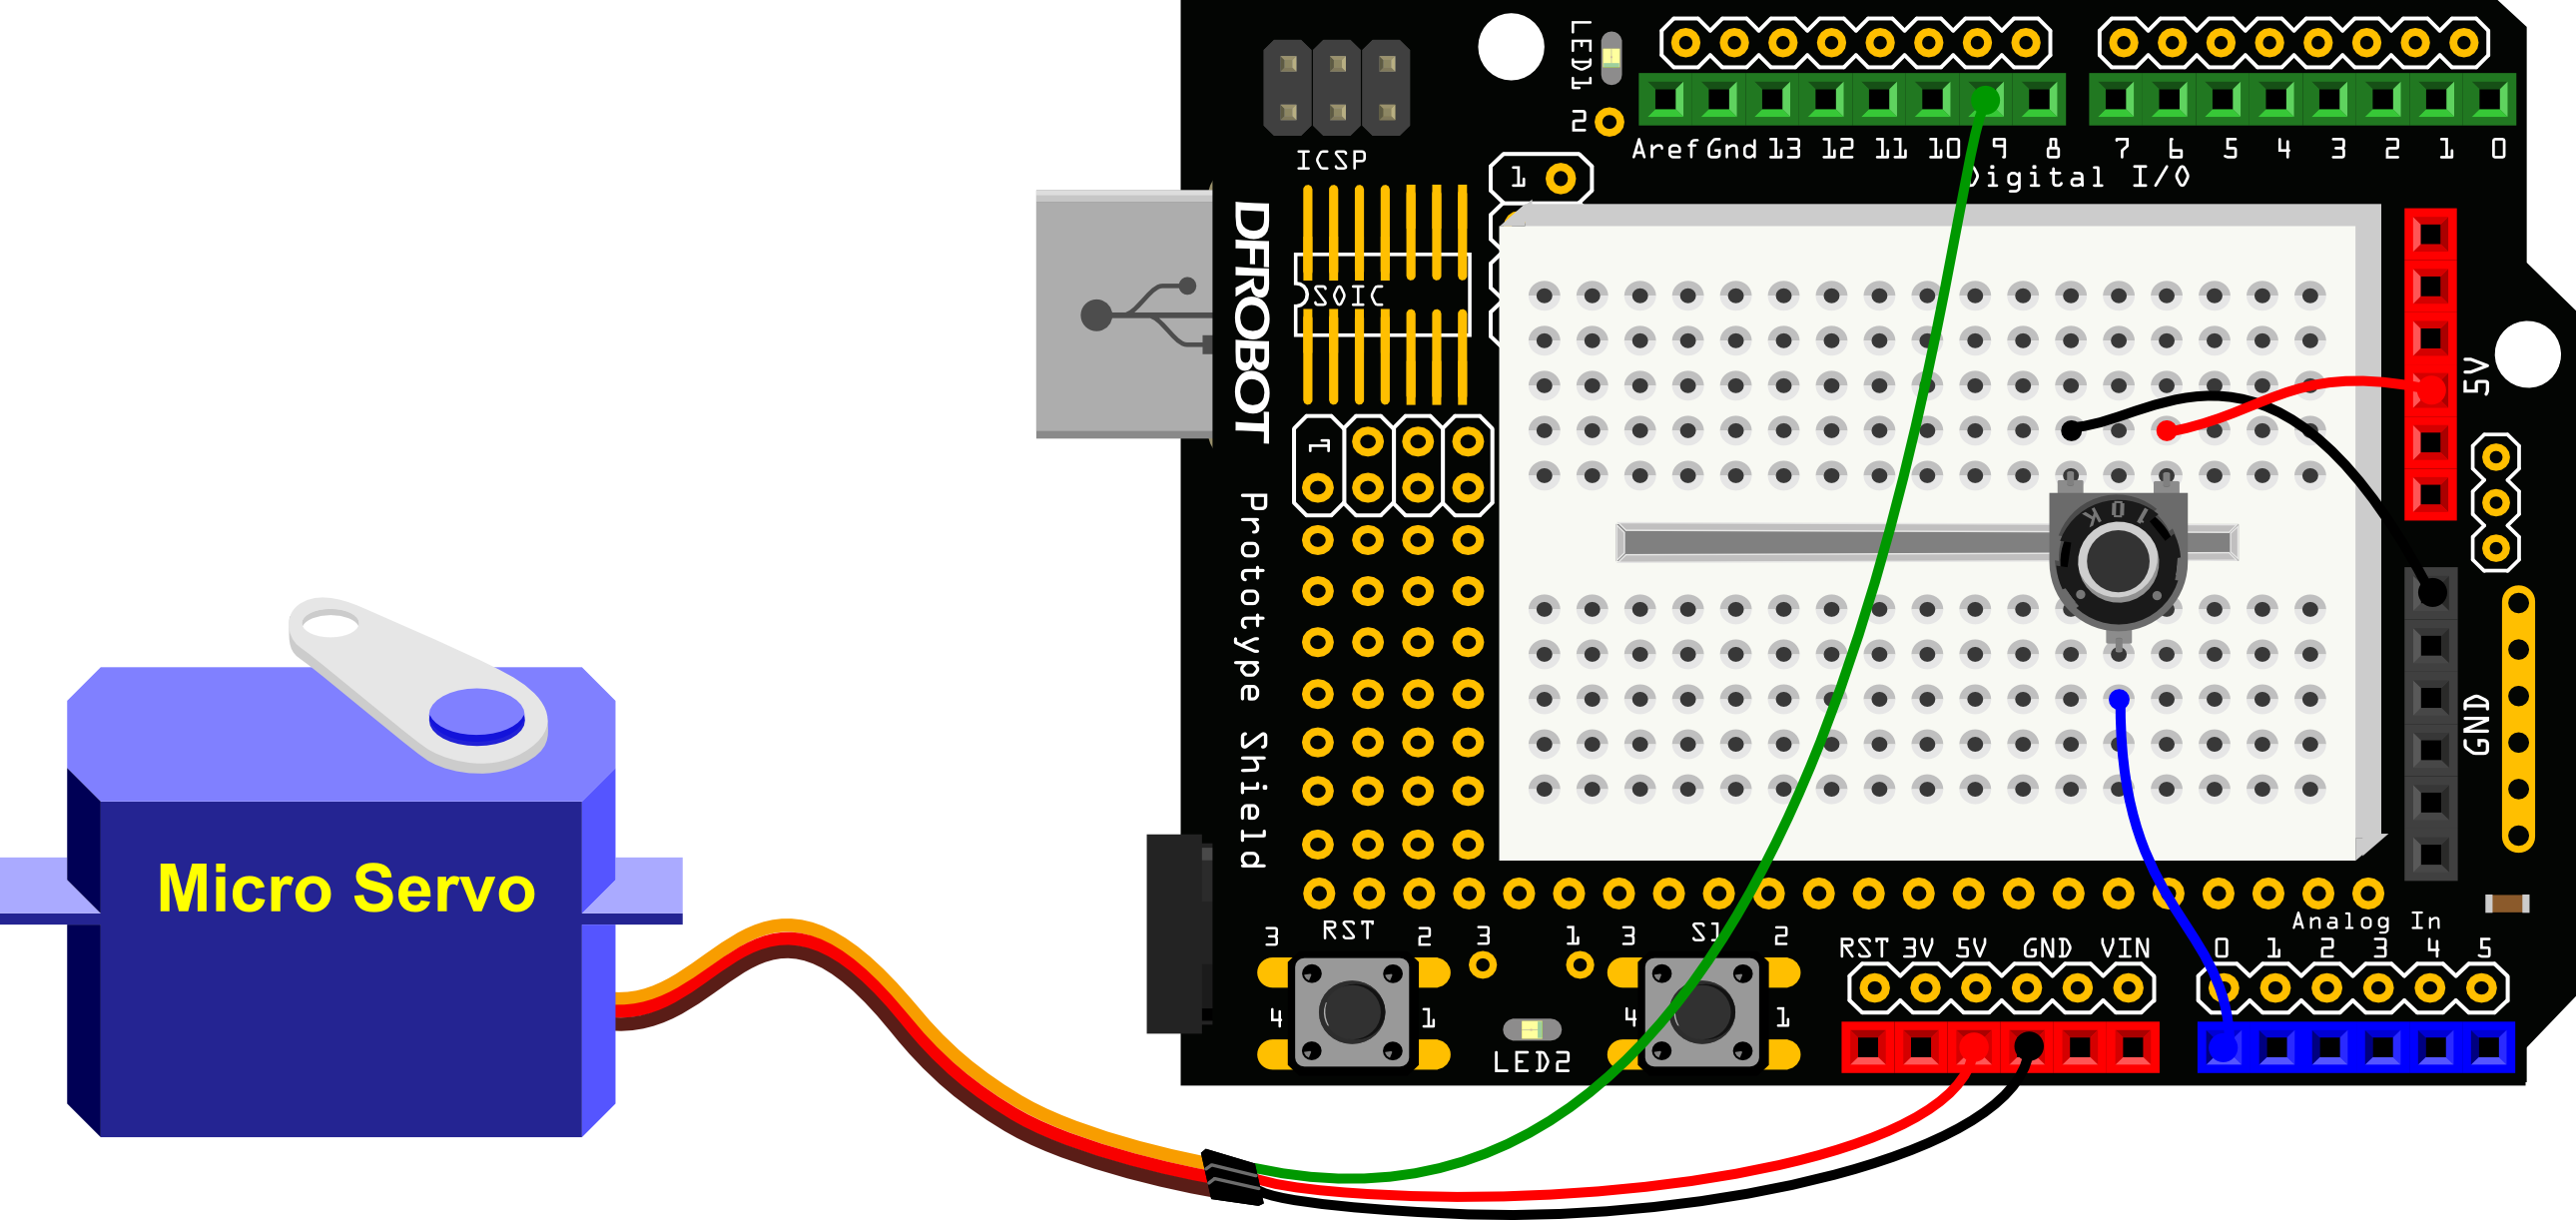 LED1
2
ICSP
1
Aref Gnd 13 12 11 10 9 8 7 6 5 4 3 2 1 0
Digital I/O
DFROBOT
SOIC
1
5V
10K
Prototype Shield
GND
Micro Servo
Analog In
3 RST 2 3 1 3 S1 2
RST 3V 5V GND VIN 0 1 2 3 4 5
4 1 4 1
LED2